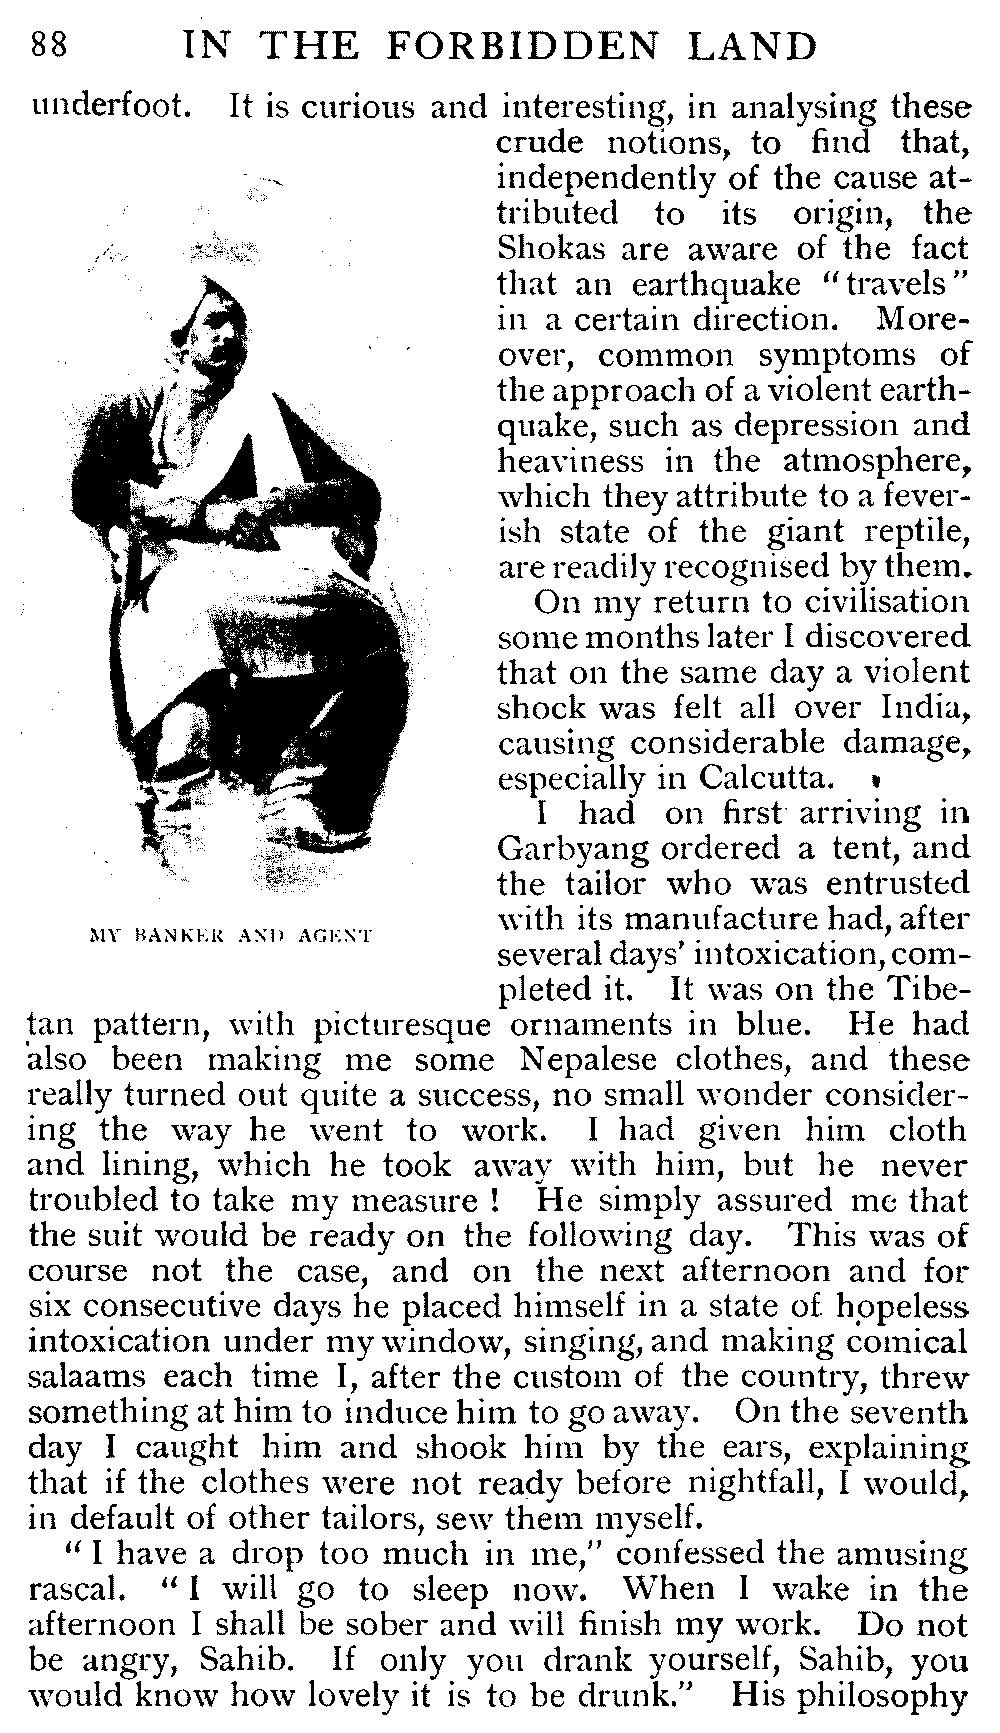 88 IN THE FORBIDDEN LAND
underfoot. It is curious and interesting, in analysing these
crude notions, to find that,
independently of the cause at-
tributed to its origin, the
Shokas are aware of the fact
that an earthquake “travels”
in a certain direction. More-
over, common symptoms of
the approach of a violent earth-
quake, such as depression and
heaviness in the atmosphere,
which they attribute to a fever-
ish state of the giant reptile,
are readily recognised by them.
On my return to civilisation
some months later I discovered
that on the same day a violent
shock was felt all over India,
causing considerable damage,
especially in Calcutta.
I had on first arriving in
Garbyang ordered a tent, and
the tailor who was entrusted
with its manufacture had, after
several days’ intoxication, com-
pleted it. It was on the Tibe-
MY BANKER AND AGENT
tan pattern, with picturesque ornaments in blue. He had
also been making me some Nepalese clothes, and these
really turned out quite a success, no small wonder consider-
ing the way he went to work. I had given him cloth
and lining, which he took away with him, but he never
troubled to take my measure ! He simply assured me that
the suit would be ready on the following day. This was of
course not the case, and on the next afternoon and for
six consecutive days he placed himself in a state of hopeless
intoxication under my window, singing, and making comical
salaams each time I, after the custom of the country, threw
something at him to induce him to go away. On the seventh
day I caught him and shook him by the ears, explaining
that if the clothes were not ready before nightfall, I would,
in default of other tailors, sew them myself.
“I have a drop too much in me,” confessed the amusing
rascal. “I will go to sleep now. When I wake in the
afternoon I shall be sober and will finish my work. Do not
be angry, Sahib. If only you drank yourself, Sahib, you
would know how lovely it is to be drunk.” His philosophy